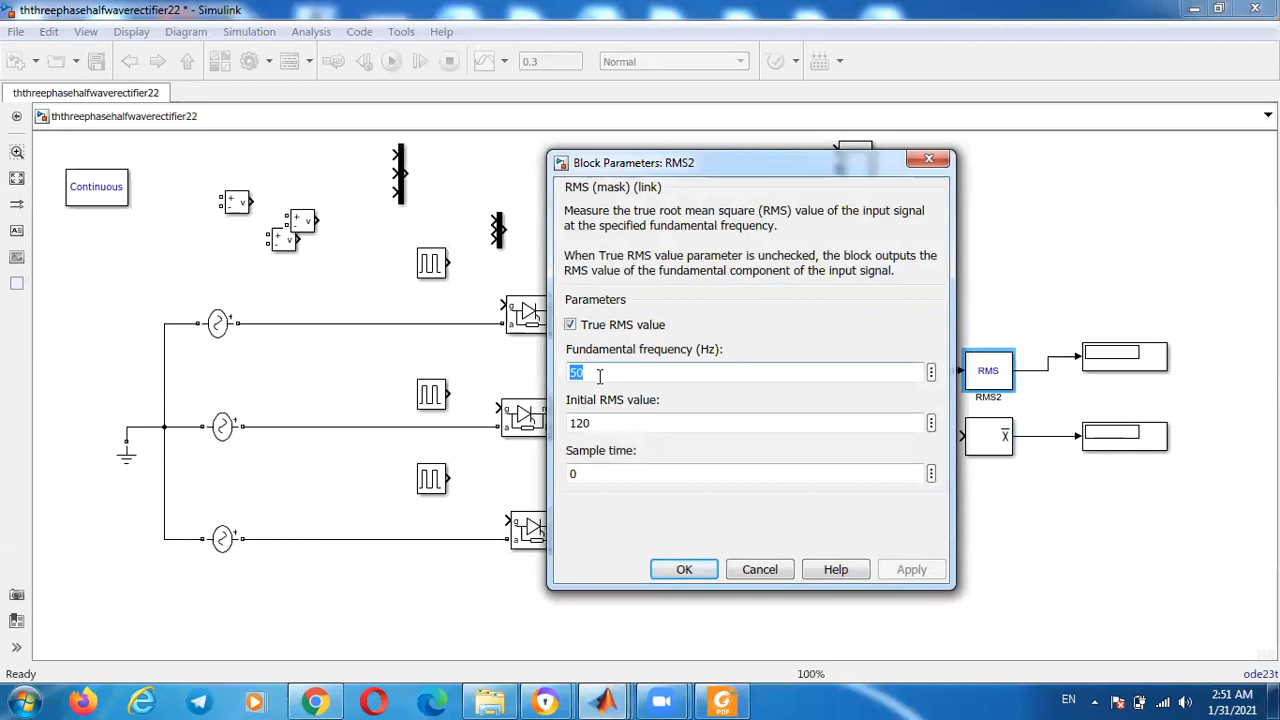 ththreephasehalfwaverectifier22 * - Simulink
File Edit View Display Diagram Simulation Analysis Code Tools Help
0.3 Normal
ththreephasehalfwaverectifier22
ththreephasehalfwaverectifier22
Continuous
+ v -
+ v -
+ v -
Block Parameters: RMS2
RMS (mask) (link)
Measure the true root mean square (RMS) value of the input signal
at the specified fundamental frequency.
When True RMS value parameter is unchecked, the block outputs the
RMS value of the fundamental component of the input signal.
Parameters
True RMS value
Fundamental frequency (Hz):
50
Initial RMS value:
120
Sample time:
0
OK Cancel Help Apply
g
a
g
a
g
a
+
+
+
RMS
RMS2
X
Ready 100% ode23t
EN 2:51 AM
1/31/2021
PDF